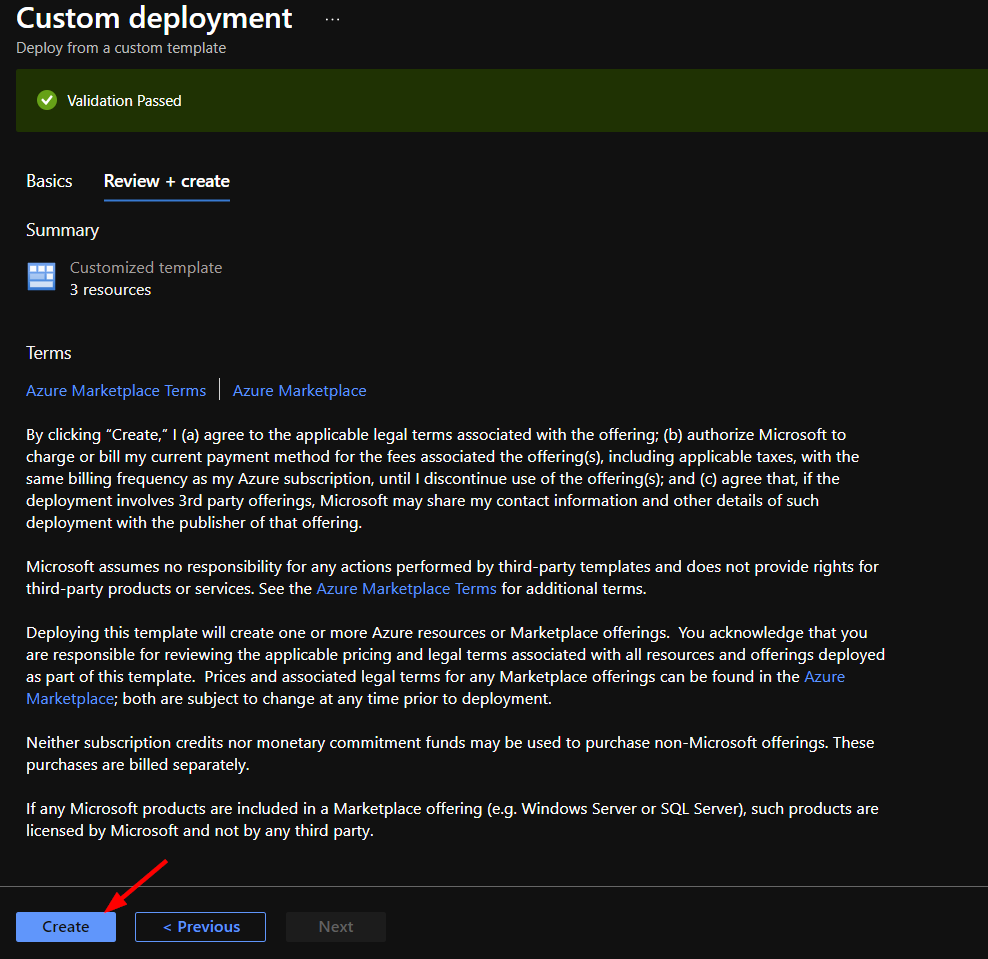 Custom deployment ...
Deploy from a custom template
Validation Passed
Basics Review + create
Summary
Customized template
3 resources
Terms
Azure Marketplace Terms | Azure Marketplace
By clicking “Create,” I (a) agree to the applicable legal terms associated with the offering; (b) authorize Microsoft to
charge or bill my current payment method for the fees associated the offering(s), including applicable taxes, with the
same billing frequency as my Azure subscription, until I discontinue use of the offering(s); and (c) agree that, if the
deployment involves 3rd party offerings, Microsoft may share my contact information and other details of such
deployment with the publisher of that offering.
Microsoft assumes no responsibility for any actions performed by third-party templates and does not provide rights for
third-party products or services. See the Azure Marketplace Terms for additional terms.
Deploying this template will create one or more Azure resources or Marketplace offerings.  You acknowledge that you
are responsible for reviewing the applicable pricing and legal terms associated with all resources and offerings deployed
as part of this template.  Prices and associated legal terms for any Marketplace offerings can be found in the Azure
Marketplace; both are subject to change at any time prior to deployment.
Neither subscription credits nor monetary commitment funds may be used to purchase non-Microsoft offerings. These
purchases are billed separately.
If any Microsoft products are included in a Marketplace offering (e.g. Windows Server or SQL Server), such products are
licensed by Microsoft and not by any third party.
Create < Previous Next